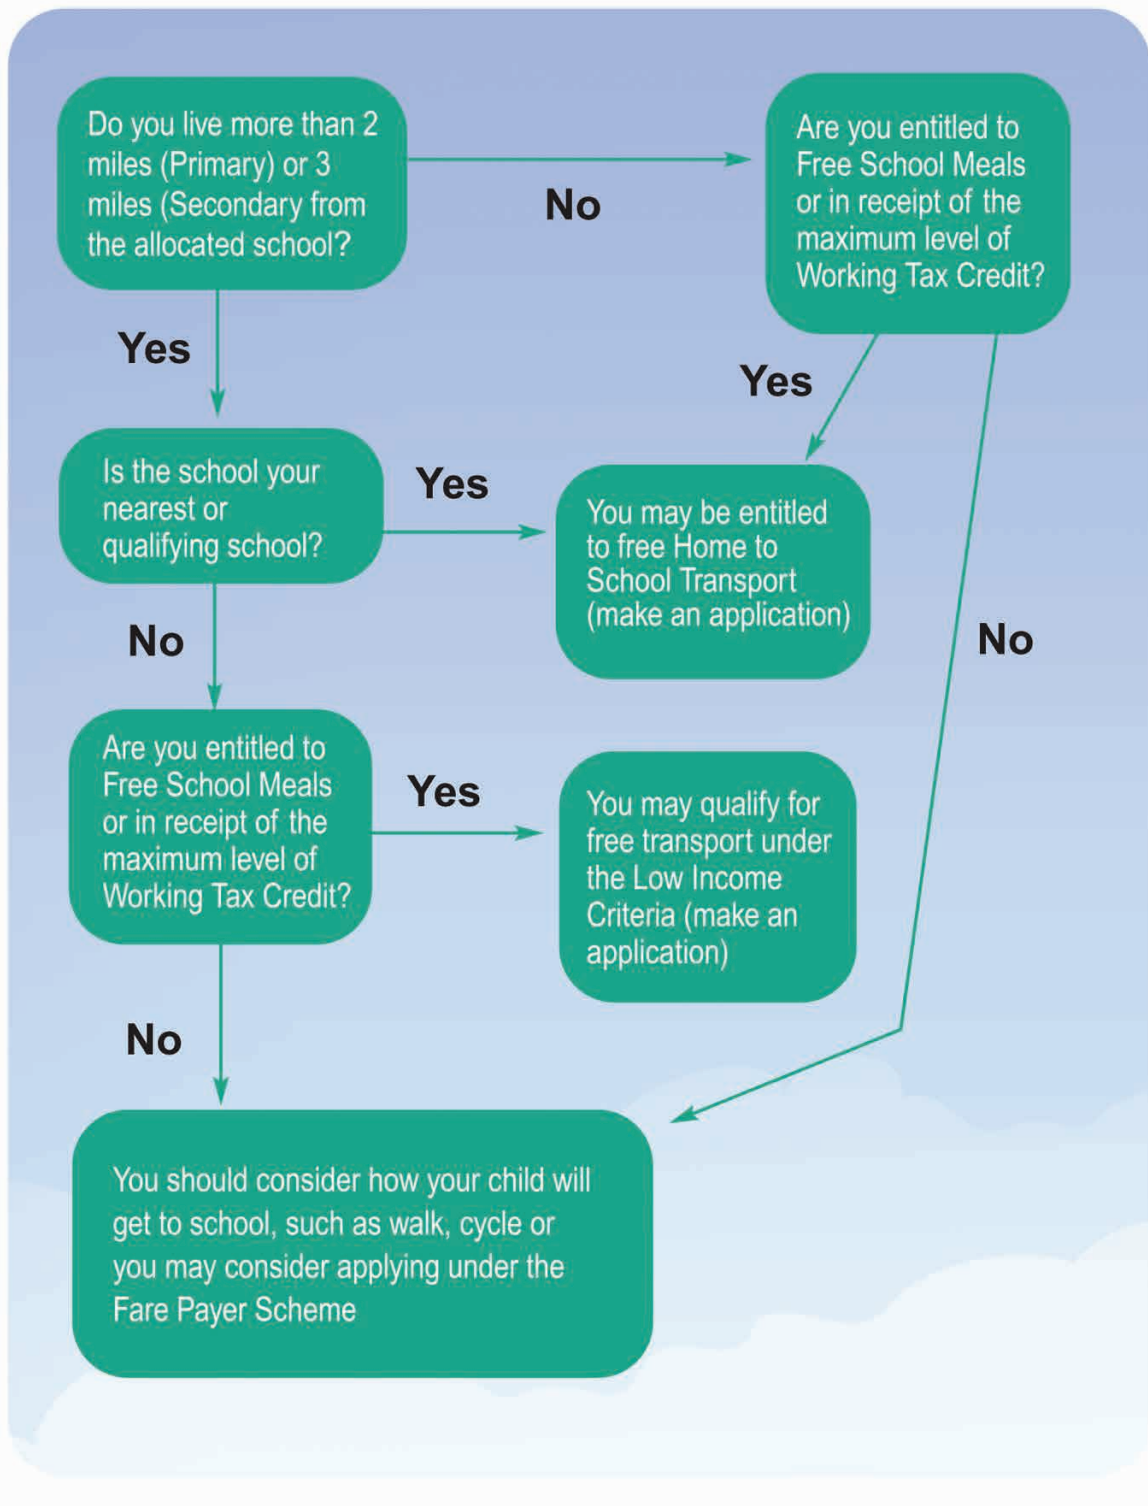 Do you live more than 2
miles (Primary) or 3
miles (Secondary from
the allocated school?
No
Are you entitled to
Free School Meals
or in receipt of the
maximum level of
Working Tax Credit?
Yes
Yes
Is the school your
nearest or
qualifying school?
Yes
You may be entitled
to free Home to
School Transport
(make an application)
No
No
Are you entitled to
Free School Meals
or in receipt of the
maximum level of
Working Tax Credit?
Yes
You may qualify for
free transport under
the Low Income
Criteria (make an
application)
No
You should consider how your child will
get to school, such as walk, cycle or
you may consider applying under the
Fare Payer Scheme